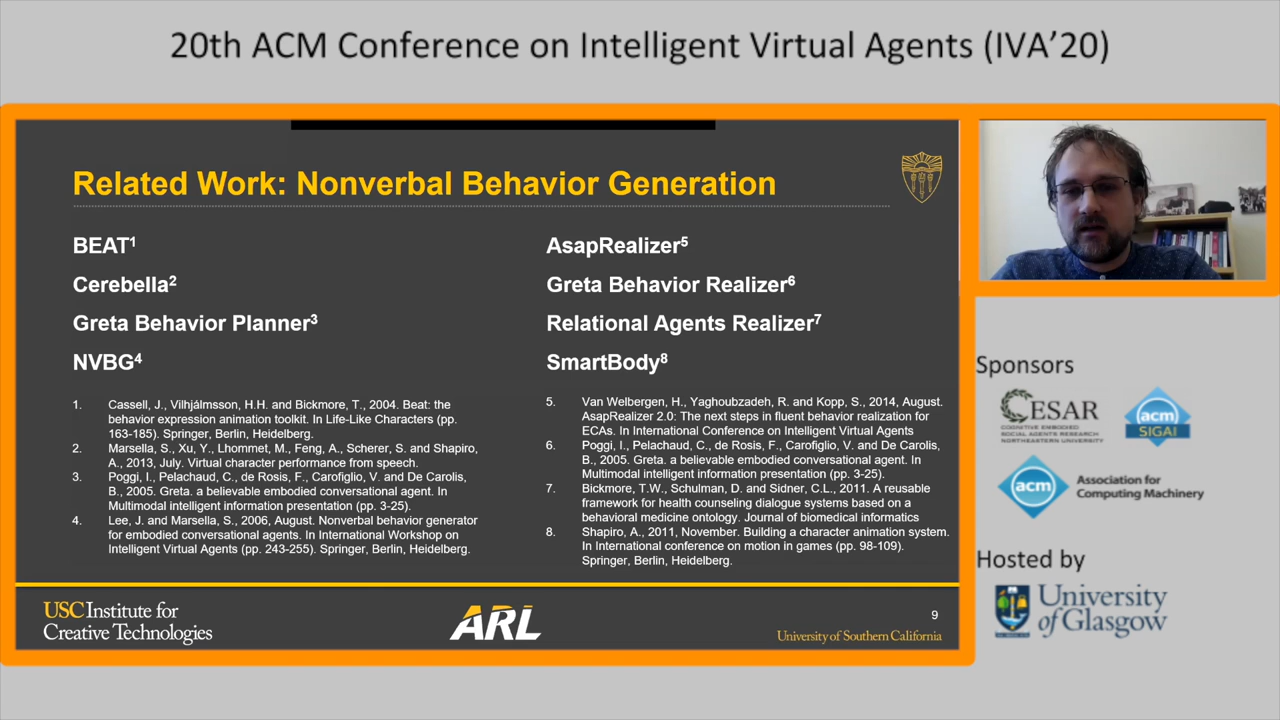 20th ACM Conference on Intelligent Virtual Agents (IVA'20)
Related Work: Nonverbal Behavior Generation
BEAT1
Cerebella2
Greta Behavior Planner3
NVBG4
AsapRealizer5
Greta Behavior Realizer6
Relational Agents Realizer7
SmartBody8
1. Cassell, J., Vilhjálmsson, H.H. and Bickmore, T., 2004. Beat: the
behavior expression animation toolkit. In Life-Like Characters (pp.
163-185). Springer, Berlin, Heidelberg.
2. Marsella, S., Xu, Y., Lhommet, M., Feng, A., Scherer, S. and Shapiro,
A., 2013, July. Virtual character performance from speech.
3. Poggi, I., Pelachaud, C., de Rosis, F., Carofiglio, V. and De Carolis,
B., 2005. Greta. a believable embodied conversational agent. In
Multimodal intelligent information presentation (pp. 3-25).
4. Lee, J. and Marsella, S., 2006, August. Nonverbal behavior generator
for embodied conversational agents. In International Workshop on
Intelligent Virtual Agents (pp. 243-255). Springer, Berlin, Heidelberg.
5. Van Welbergen, H., Yaghoubzadeh, R. and Kopp, S., 2014, August.
AsapRealizer 2.0: The next steps in fluent behavior realization for
ECAs. In International Conference on Intelligent Virtual Agents
6. Poggi, I., Pelachaud, C., de Rosis, F., Carofiglio, V. and De Carolis,
B., 2005. Greta. a believable embodied conversational agent. In
Multimodal intelligent information presentation (pp. 3-25).
7. Bickmore, T.W., Schulman, D. and Sidner, C.L., 2011. A reusable
framework for health counseling dialogue systems based on a
behavioral medicine ontology. Journal of biomedical informatics
8. Shapiro, A., 2011, November. Building a character animation system.
In International conference on motion in games (pp. 98-109).
Springer, Berlin, Heidelberg.
USC Institute for
Creative Technologies
ARL
9
University of Southern California
Sponsors
CESAR
COGNITIVE EMBODIED
SOCIAL AGENTS RESEARCH
NORTHEASTERN UNIVERSITY
acm
SIGAI
acm
Association for
Computing Machinery
Hosted by
University
of Glasgow